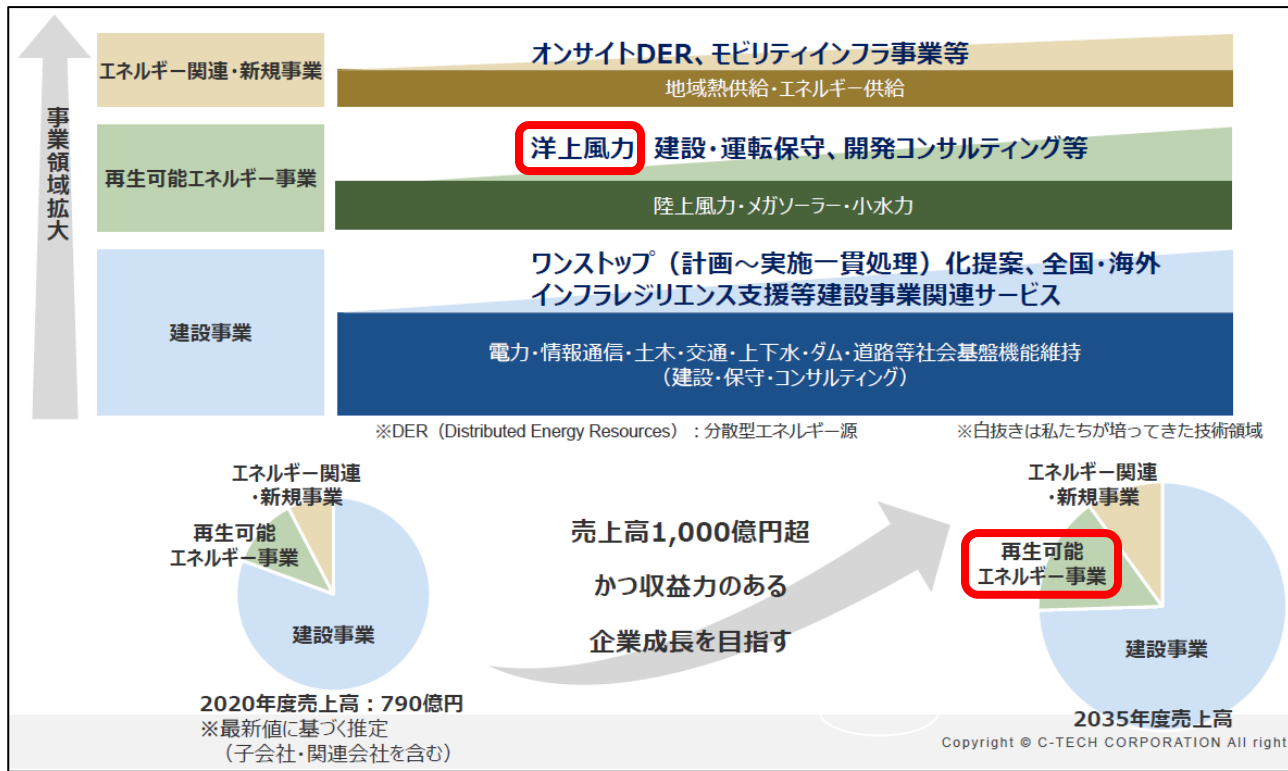 事業領域拡大
エネルギー関連・新規事業
オンサイトDER、モビリティインフラ事業等
地域熱供給・エネルギー供給
再生可能エネルギー事業
洋上風力 建設・運転保守、開発コンサルティング等
陸上風力・メガソーラー・小水力
建設事業
ワンストップ（計画～実施一貫処理）化提案、全国・海外
インフラレジリエンス支援等建設事業関連サービス
電力・情報通信・土木・交通・上下水・ダム・道路等社会基盤機能維持
（建設・保守・コンサルティング）
※DER（Distributed Energy Resources）：分散型エネルギー源
※白抜きは私たちが培ってきた技術領域
エネルギー関連
・新規事業
再生可能
エネルギー事業
建設事業
2020年度売上高：790億円
※最新値に基づく推定
（子会社・関連会社を含む）
売上高1,000億円超
かつ収益力のある
企業成長を目指す
エネルギー関連
・新規事業
再生可能
エネルギー事業
建設事業
2035年度売上高
Copyright © C-TECH CORPORATION All right